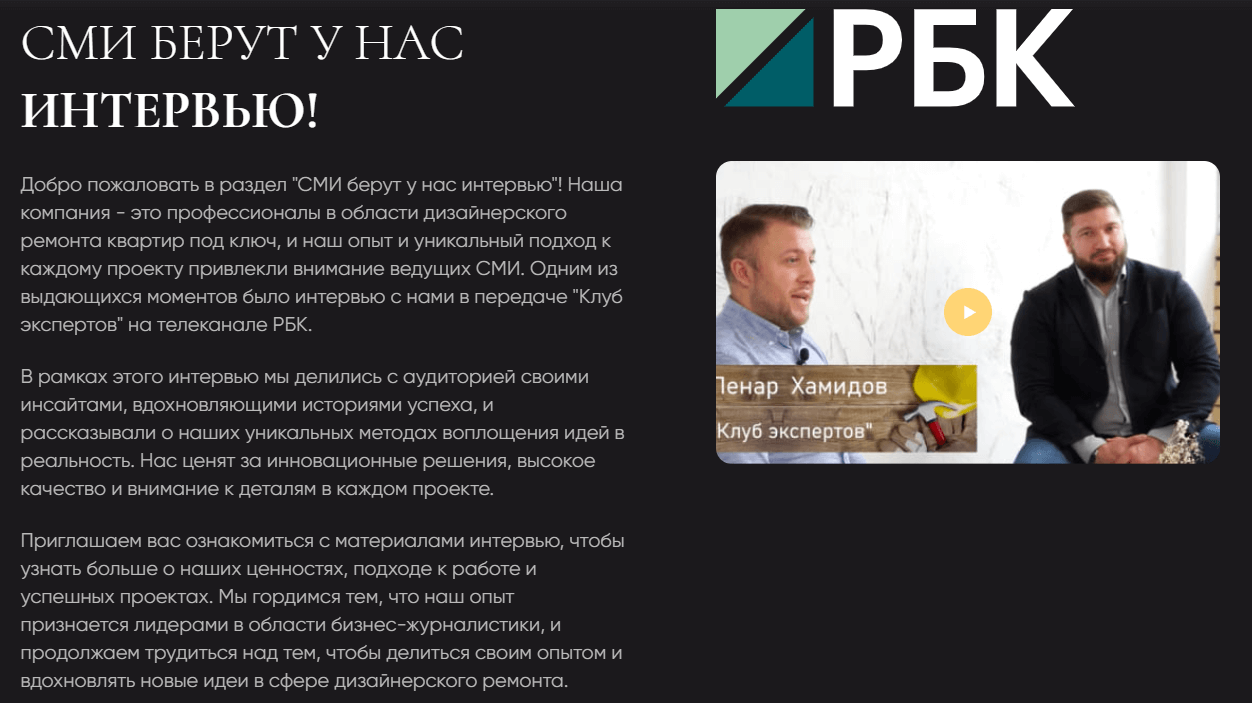 СМИ БЕРУТ У НАС
ИНТЕРВЬЮ!
Добро пожаловать в раздел "СМИ берут у нас интервью"! Наша
компания - это профессионалы в области дизайнерского
ремонта квартир под ключ, и наш опыт и уникальный подход к
каждому проекту привлекли внимание ведущих СМИ. Одним из
выдающихся моментов было интервью с нами в передаче "Клуб
экспертов" на телеканале РБК.
В рамках этого интервью мы делились с аудиторией своими
инсайтами, вдохновляющими историями успеха, и
рассказывали о наших уникальных методах воплощения идей в
реальность. Нас ценят за инновационные решения, высокое
качество и внимание к деталям в каждом проекте.
Приглашаем вас ознакомиться с материалами интервью, чтобы
узнать больше о наших ценностях, подходе к работе и
успешных проектах. Мы гордимся тем, что наш опыт
признается лидерами в области бизнес-журналистики, и
продолжаем трудиться над тем, чтобы делиться своим опытом и
вдохновлять новые идеи в сфере дизайнерского ремонта.
РБК
Хамидов
Клуб экспертов"